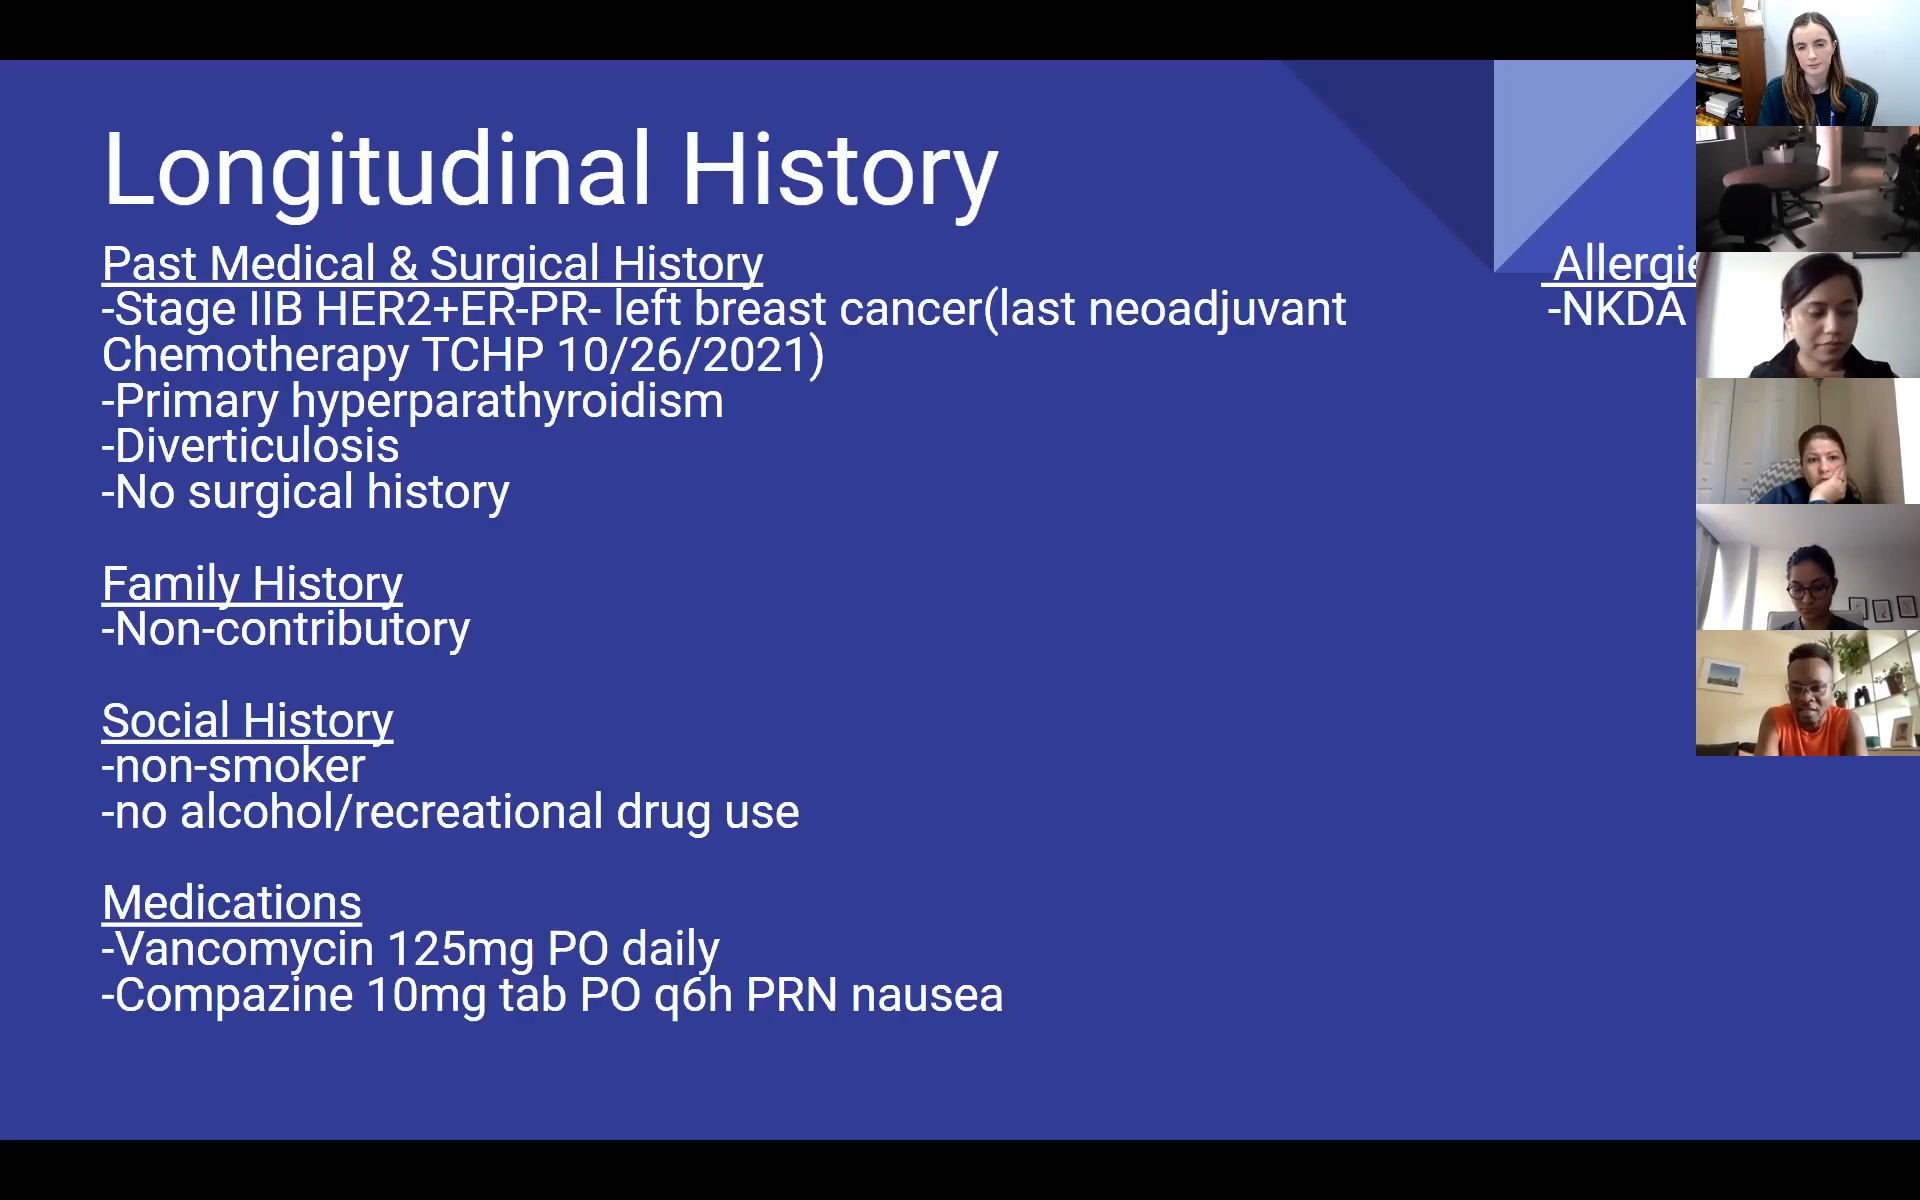 Longitudinal History
Past Medical & Surgical History
-Stage IIB HER2+ER-PR- left breast cancer(last neoadjuvant
Chemotherapy TCHP 10/26/2021)
-Primary hyperparathyroidism
-Diverticulosis
-No surgical history
Family History
-Non-contributory
Social History
-non-smoker
-no alcohol/recreational drug use
Medications
-Vancomycin 125mg PO daily
-Compazine 10mg tab PO q6h PRN nausea
-NKDA